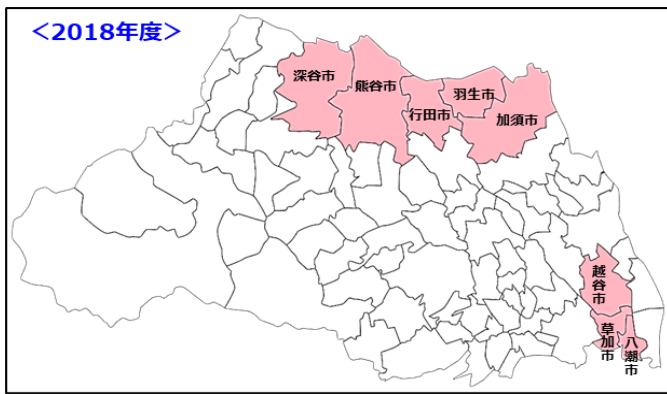 <2018年度>
深谷市
熊谷市
行田市
羽生市
加須市
越谷市
草加市
八潮市